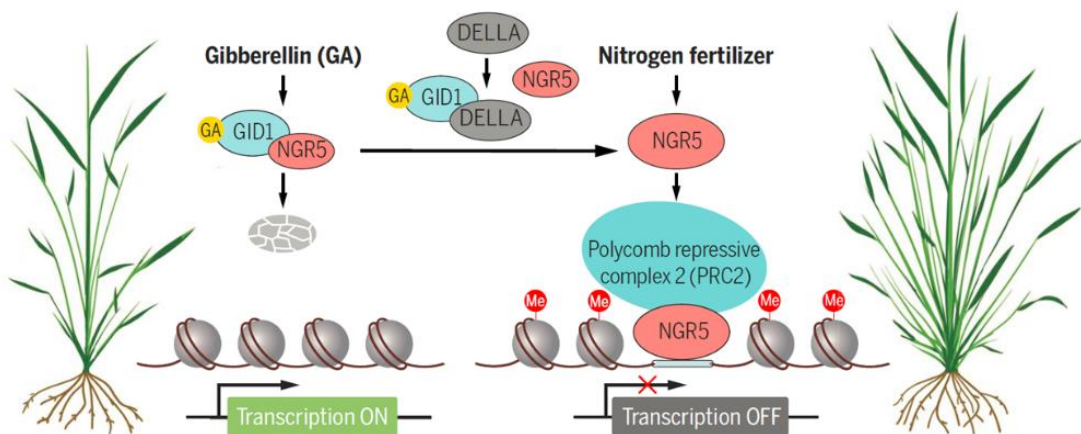 DELLA
Gibberellin (GA)
Nitrogen fertilizer
NGR5
GA
GID1
DELLA
GA
GID1
NGR5
NGR5
Polycomb repressive
complex 2 (PRC2)
Me
Me
Me
Me
NGR5
Transcription ON
Transcription OFF